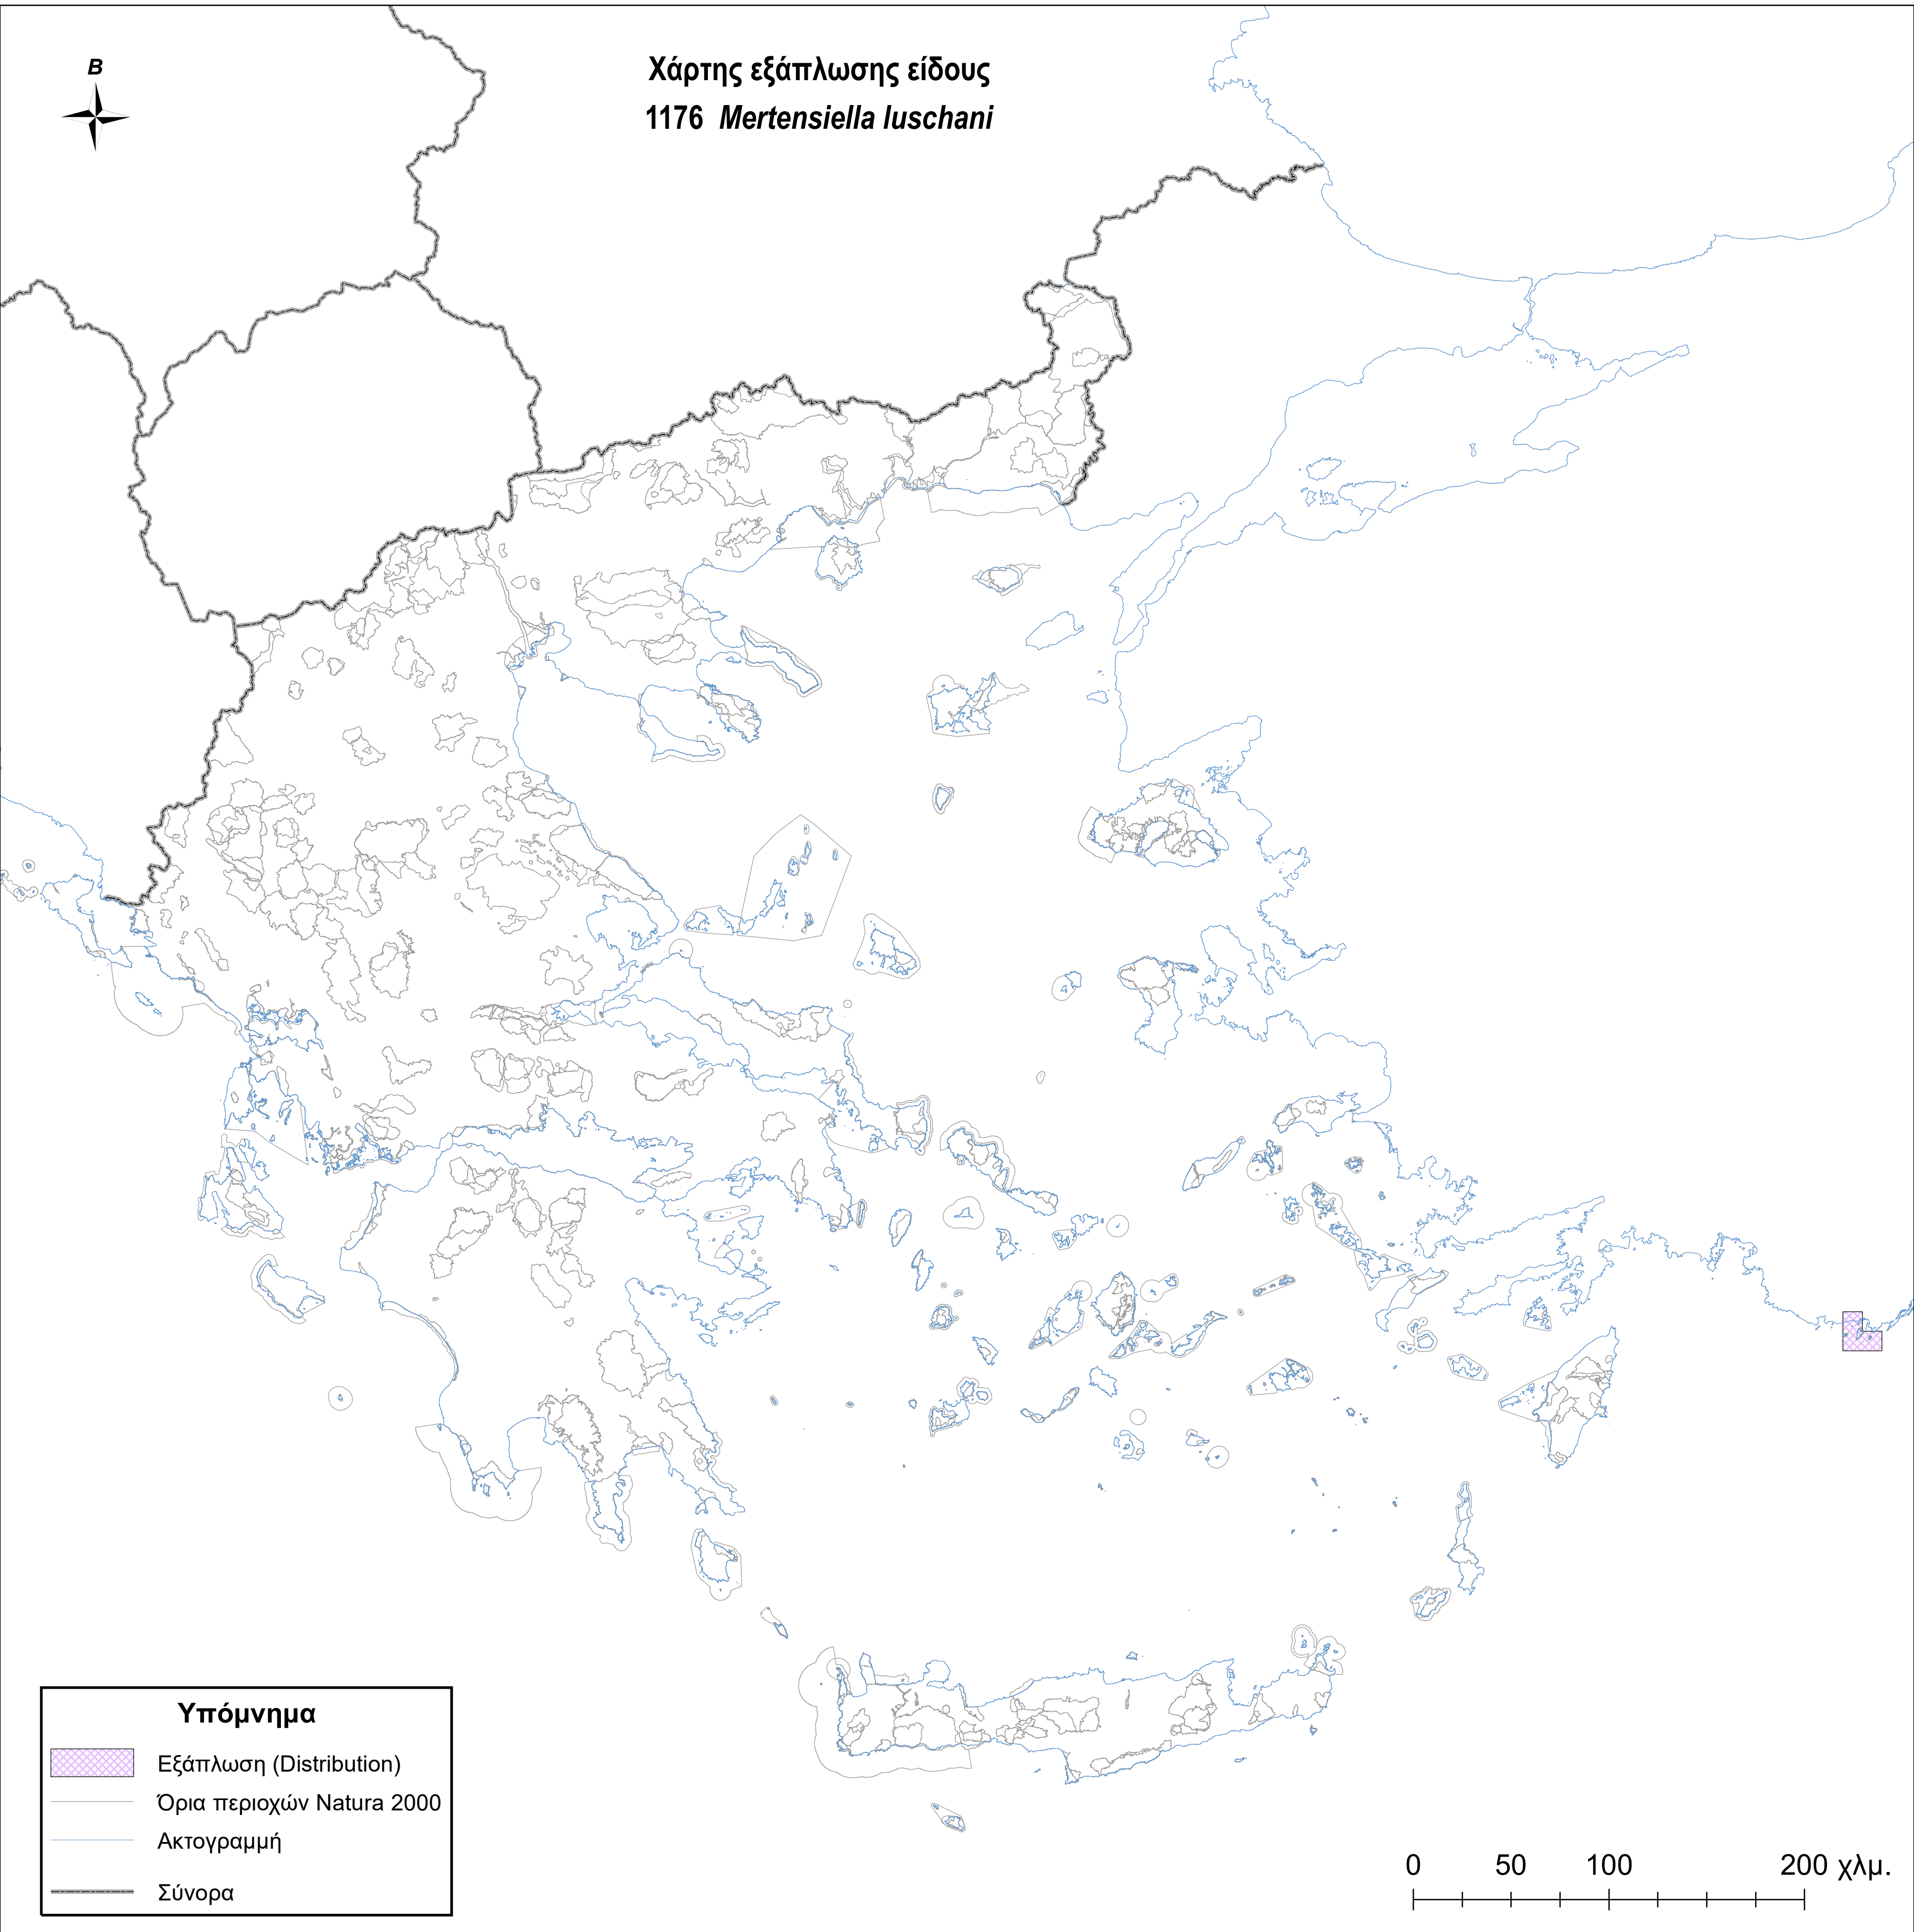 Β
Χάρτης εξάπλωσης είδους
1176 Mertensiella luschani
Υπόμνημα
Εξάπλωση (Distribution)
Όρια περιοχών Natura 2000
Ακτογραμμή
Σύνορα
0 50 100 200 χλμ.